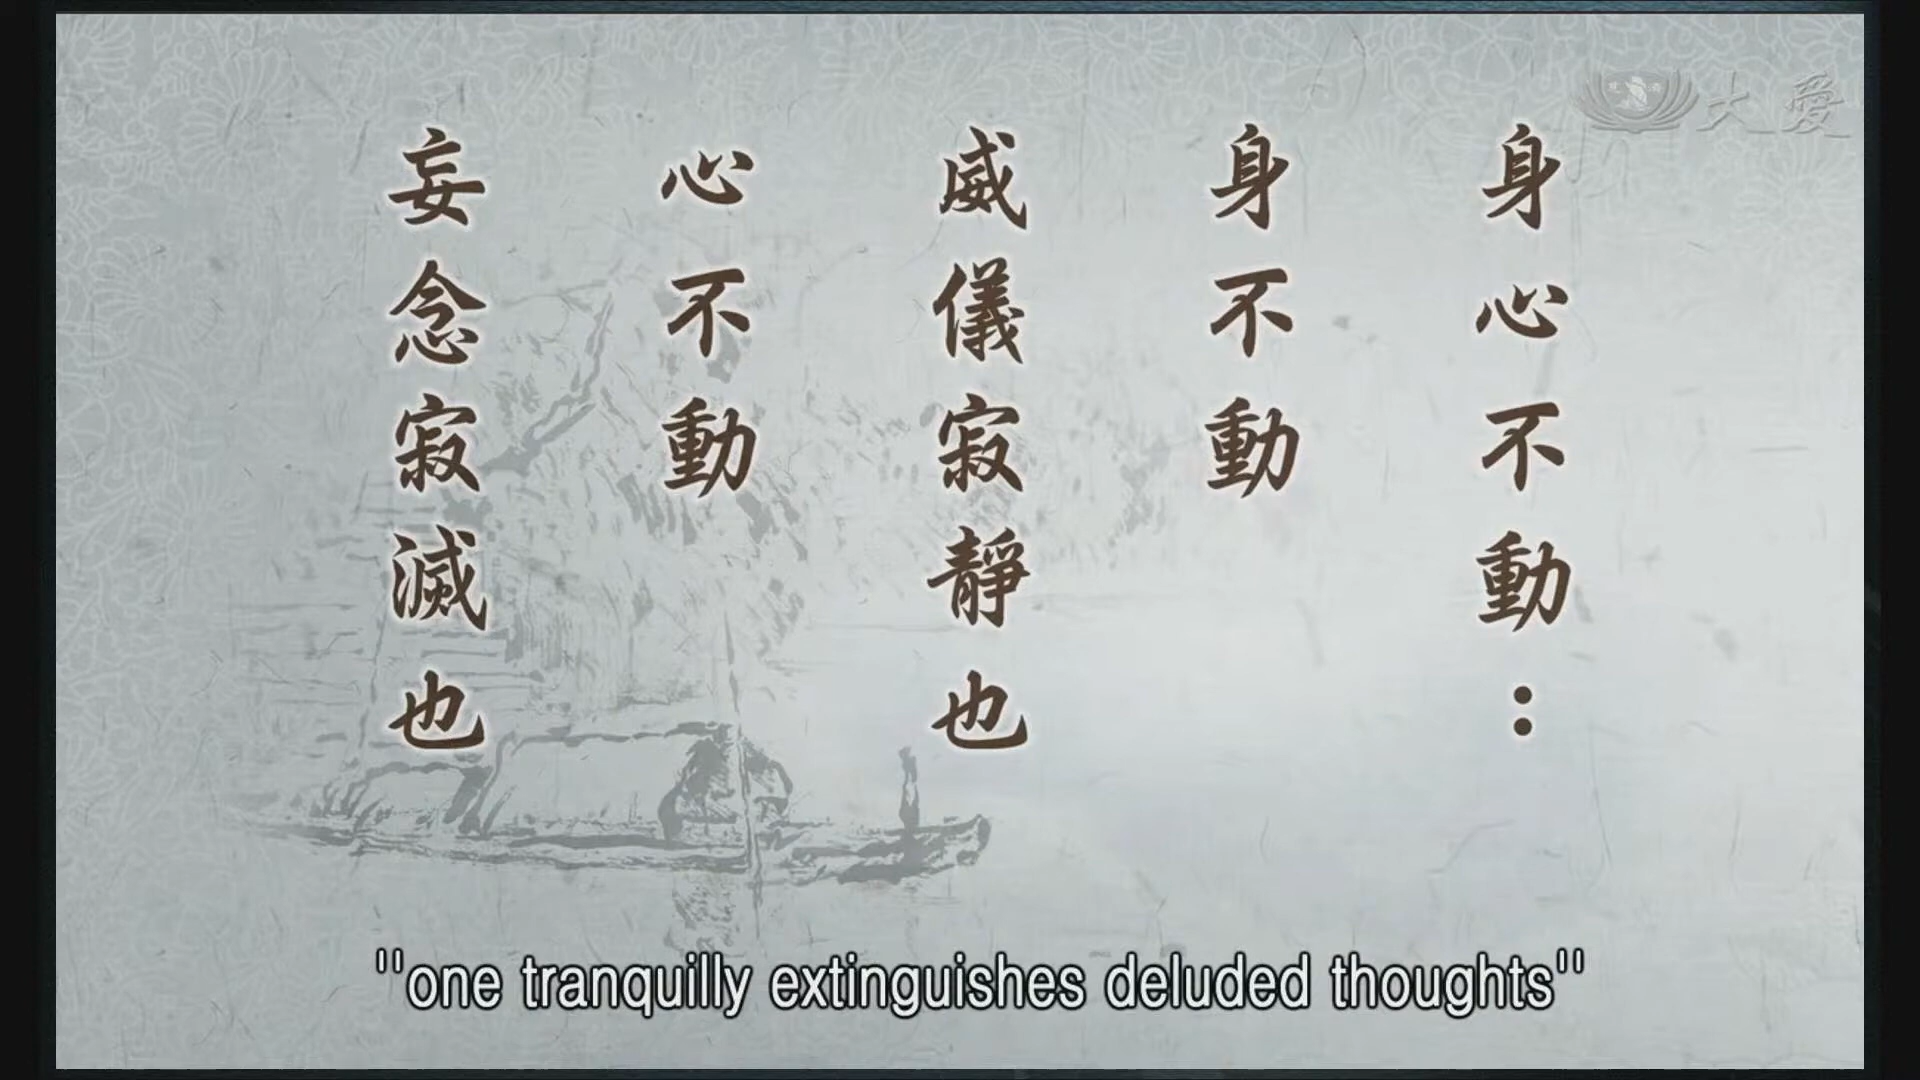 大愛
身心不動：
身不動
威儀寂靜也
心不動
妄念寂滅也
"one tranquilly extinguishes deluded thoughts"